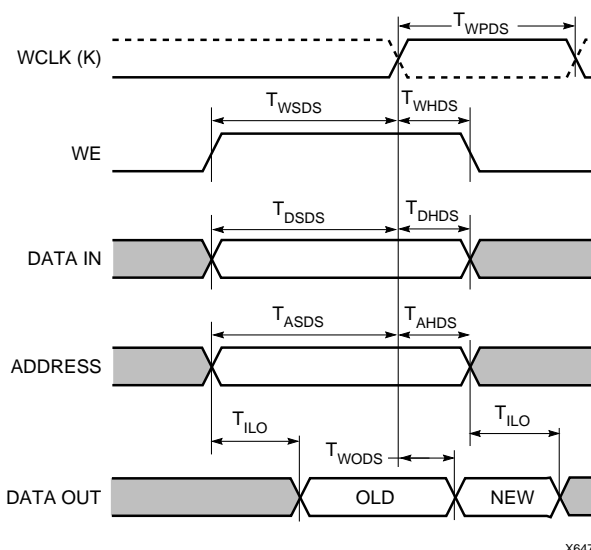 T_WPDS
WCLK (K)
T_WSDS T_WHDS
WE
T_DSDS T_DHDS
DATA IN
T_ASDS T_AHDS
ADDRESS
T_ILO T_ILO
T_WODS
DATA OUT OLD NEW
X647